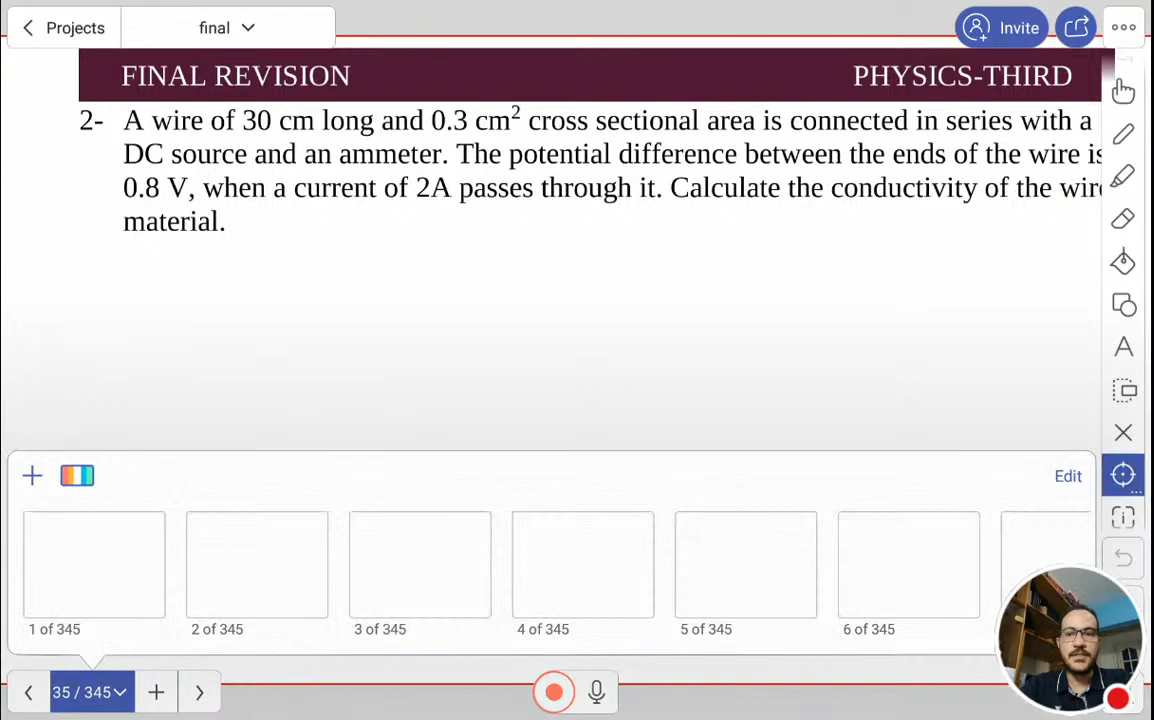 Projects
final
Invite
FINAL REVISION
PHYSICS-THIRD
2- A wire of 30 cm long and 0.3 cm² cross sectional area is connected in series with a
DC source and an ammeter. The potential difference between the ends of the wire is
0.8 V, when a current of 2A passes through it. Calculate the conductivity of the wire
material.
Edit
1 of 345
2 of 345
3 of 345
4 of 345
5 of 345
6 of 345
35 / 345